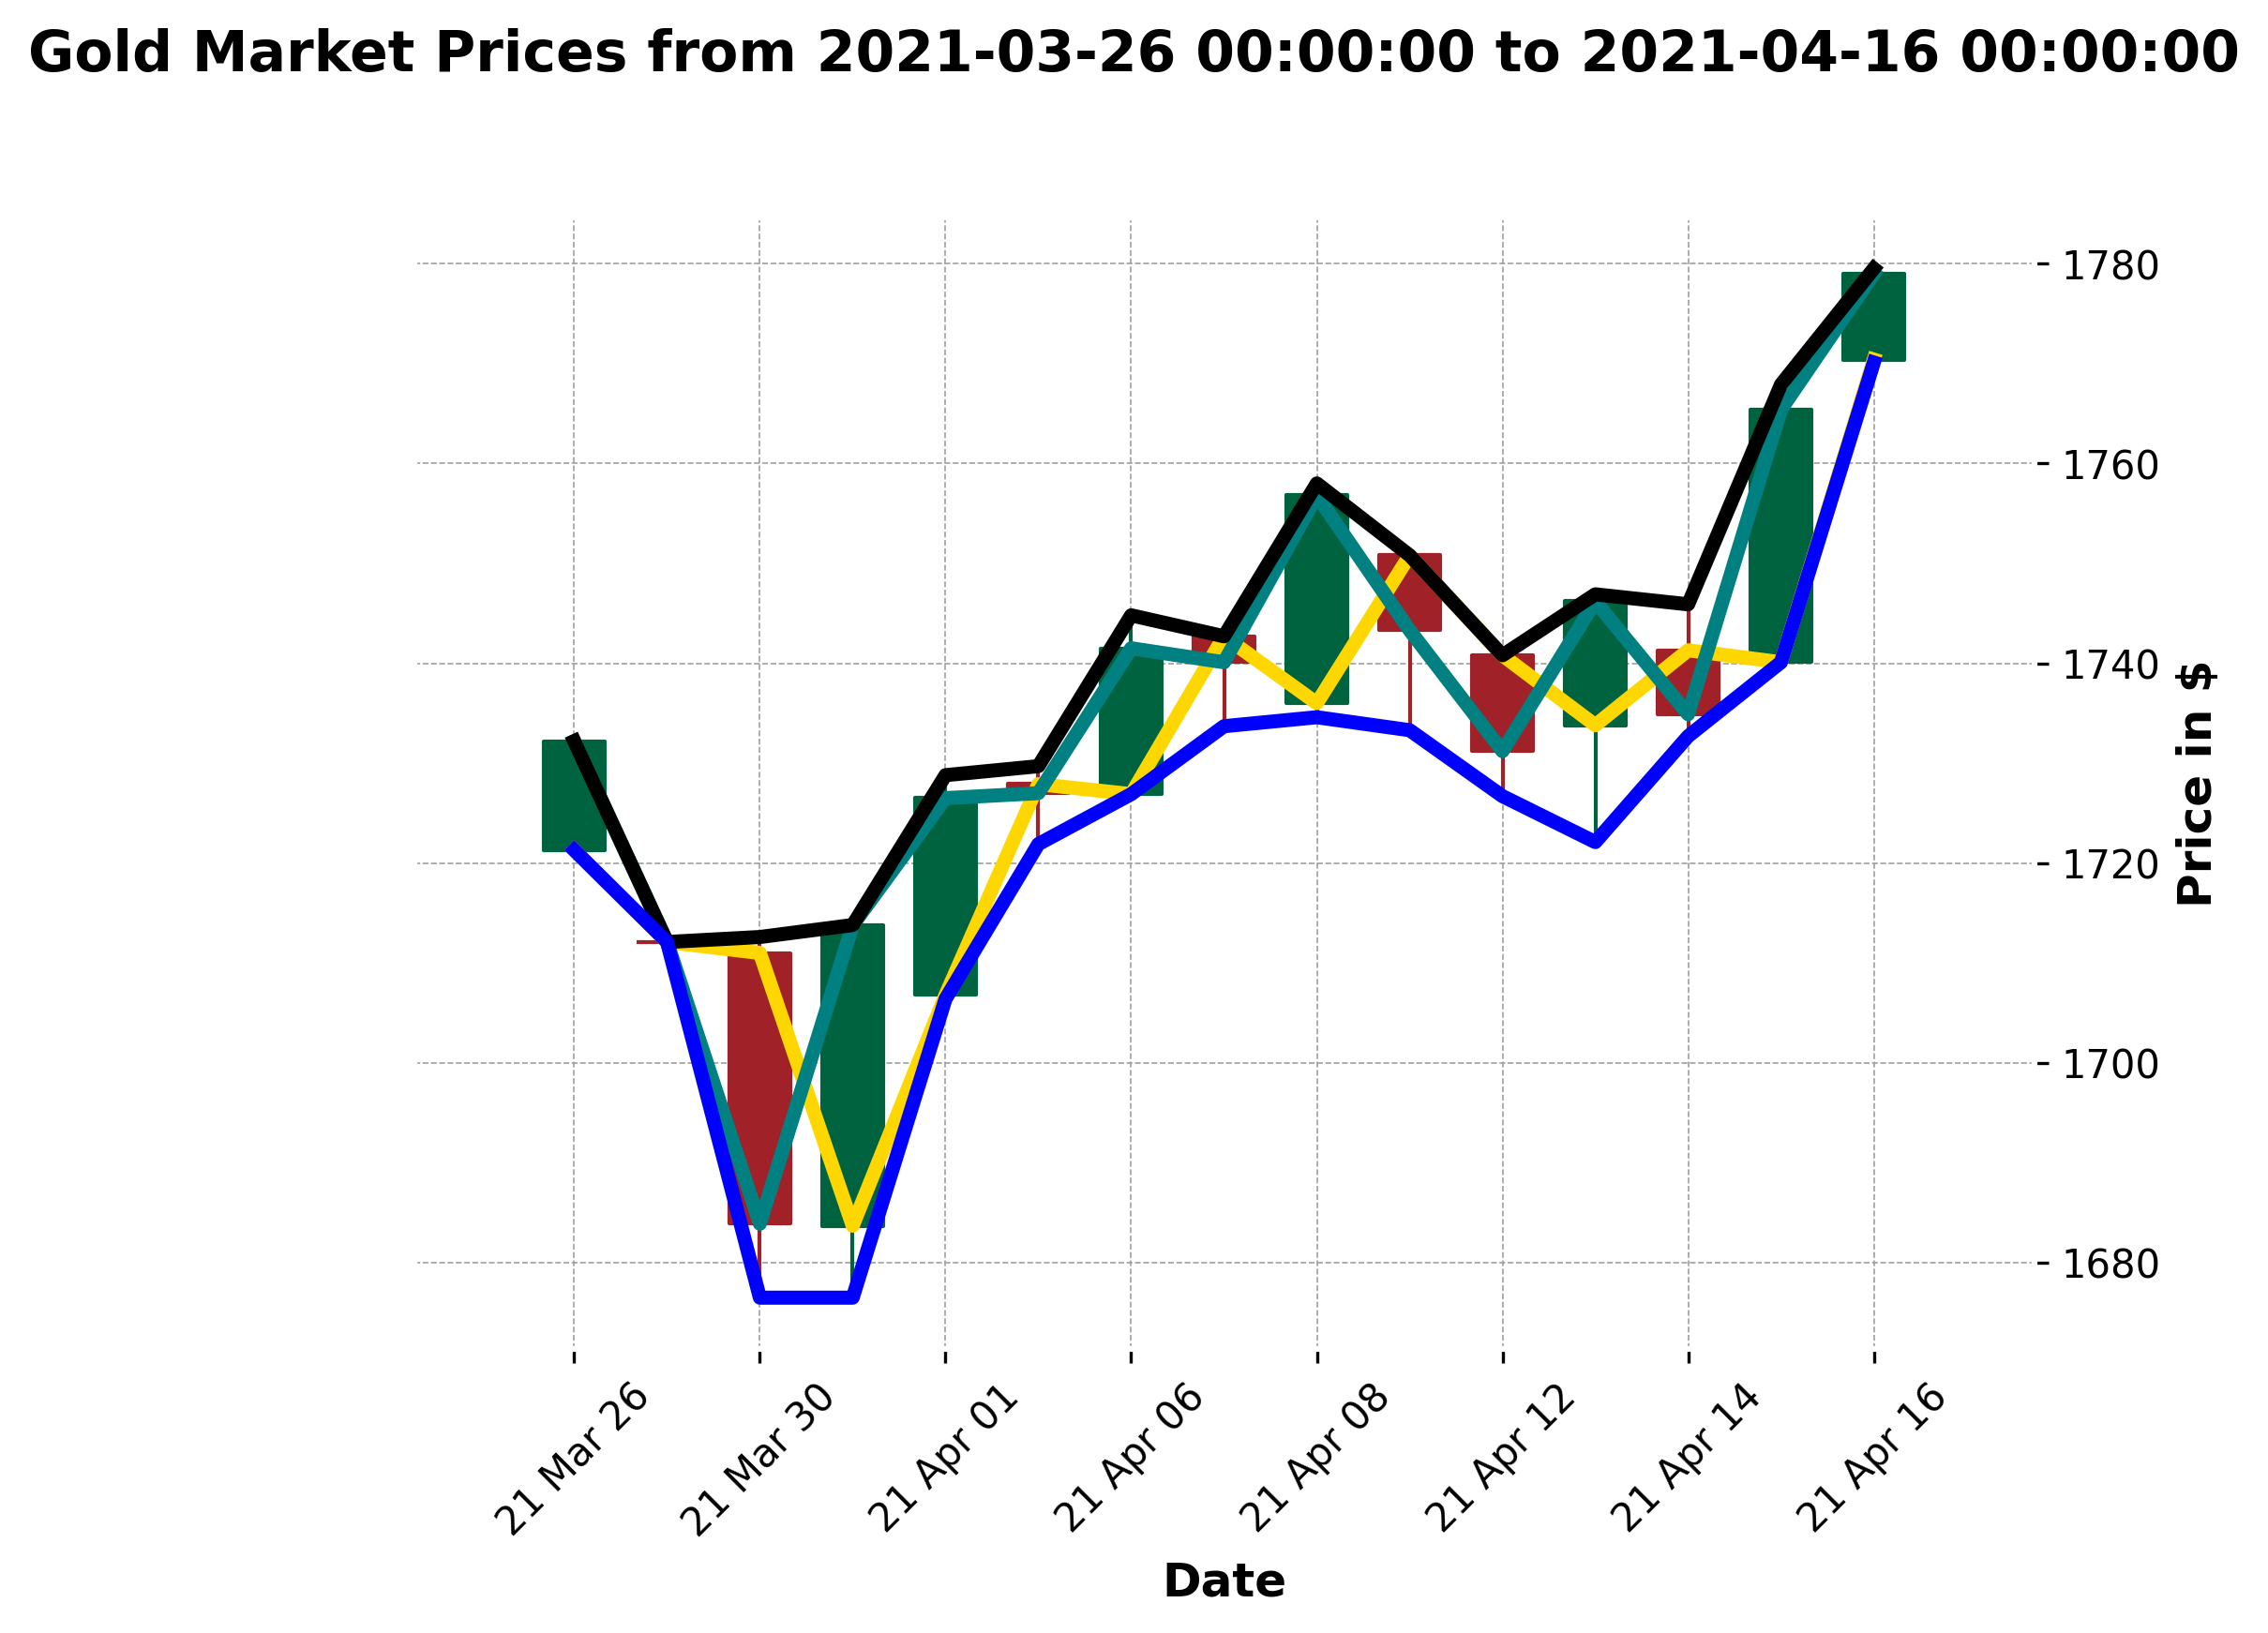 Gold Market Prices from 2021-03-26 00:00:00 to 2021-04-16 00:00:00
1780
1760
1740
1720
1700
1680
Price in $
21 Mar 26
21 Mar 30
21 Apr 01
21 Apr 06
21 Apr 08
21 Apr 12
21 Apr 14
21 Apr 16
Date